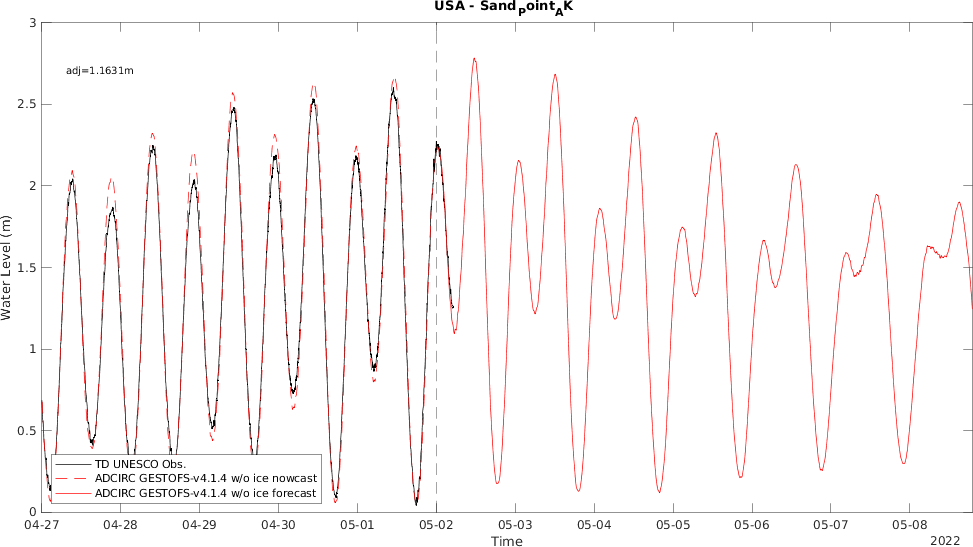 USA - Sand_Point_AK
3
adj=1.1631m
2.5
2
1.5
1
0.5
0
Water Level (m)
TD UNESCO Obs.
ADCIRC GESTOFS-v4.1.4 w/o ice nowcast
ADCIRC GESTOFS-v4.1.4 w/o ice forecast
04-27 04-28 04-29 04-30 05-01 05-02 05-03 05-04 05-05 05-06 05-07 05-08
Time
2022